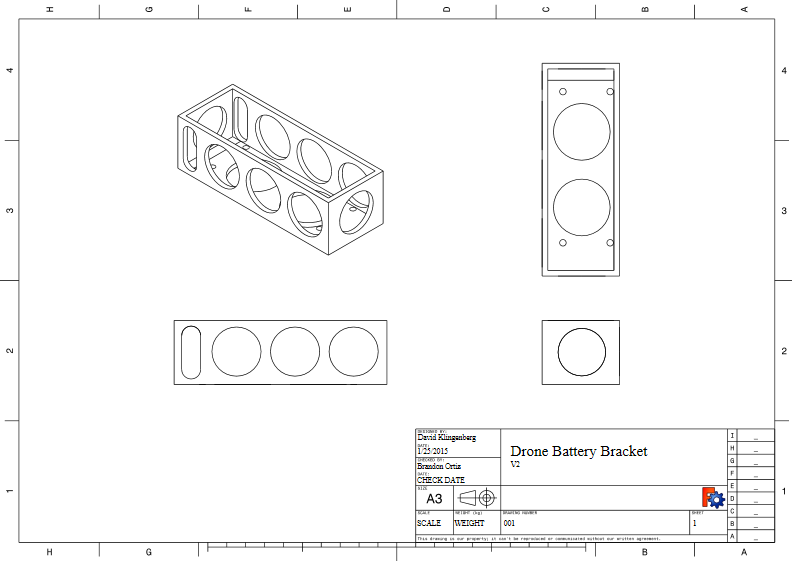 H G F E D C B A
4 4
3 3
2 2
1 1
DESIGNED BY:
David Klingenberg
DATE:
1/25/2015
CHECKED BY:
Brandon Ortis
DATE:
CHECK DATE
SIZE
A3
SCALE
SCALE
WEIGHT (kg)
WEIGHT
Drone Battery Bracket
V2
DRAWING NUMBER
001
SHEET
1
I _
H _
G _
F _
E _
D _
C _
B _
A _
This drawing is our property; it can't be reproduced or communicated without our written agreement.
H G B A